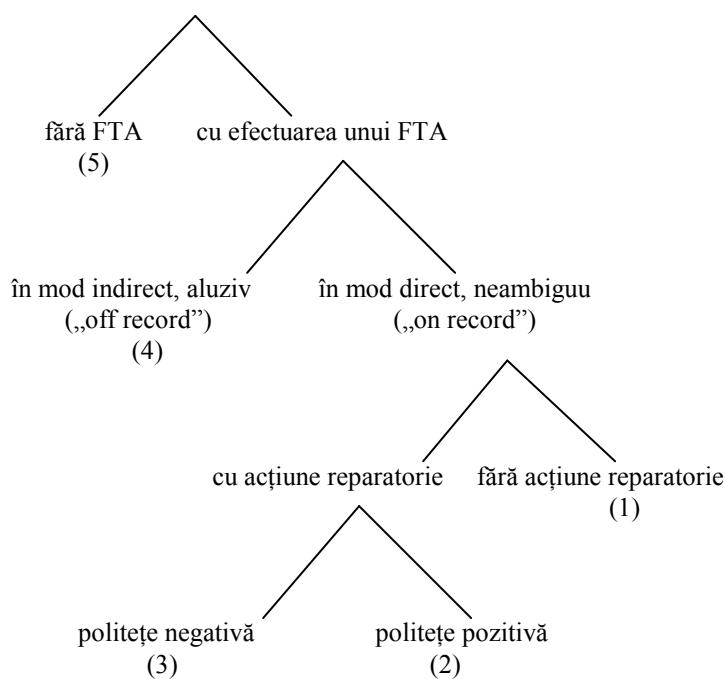 fără FTA cu efectuarea unui FTA
(5)
în mod indirect, aluziv în mod direct, neambiguu
(„off record”) („on record”)
(4)
cu acțiune reparatorie fără acțiune reparatorie
(1)
politețe negativă politețe pozitivă
(3) (2)